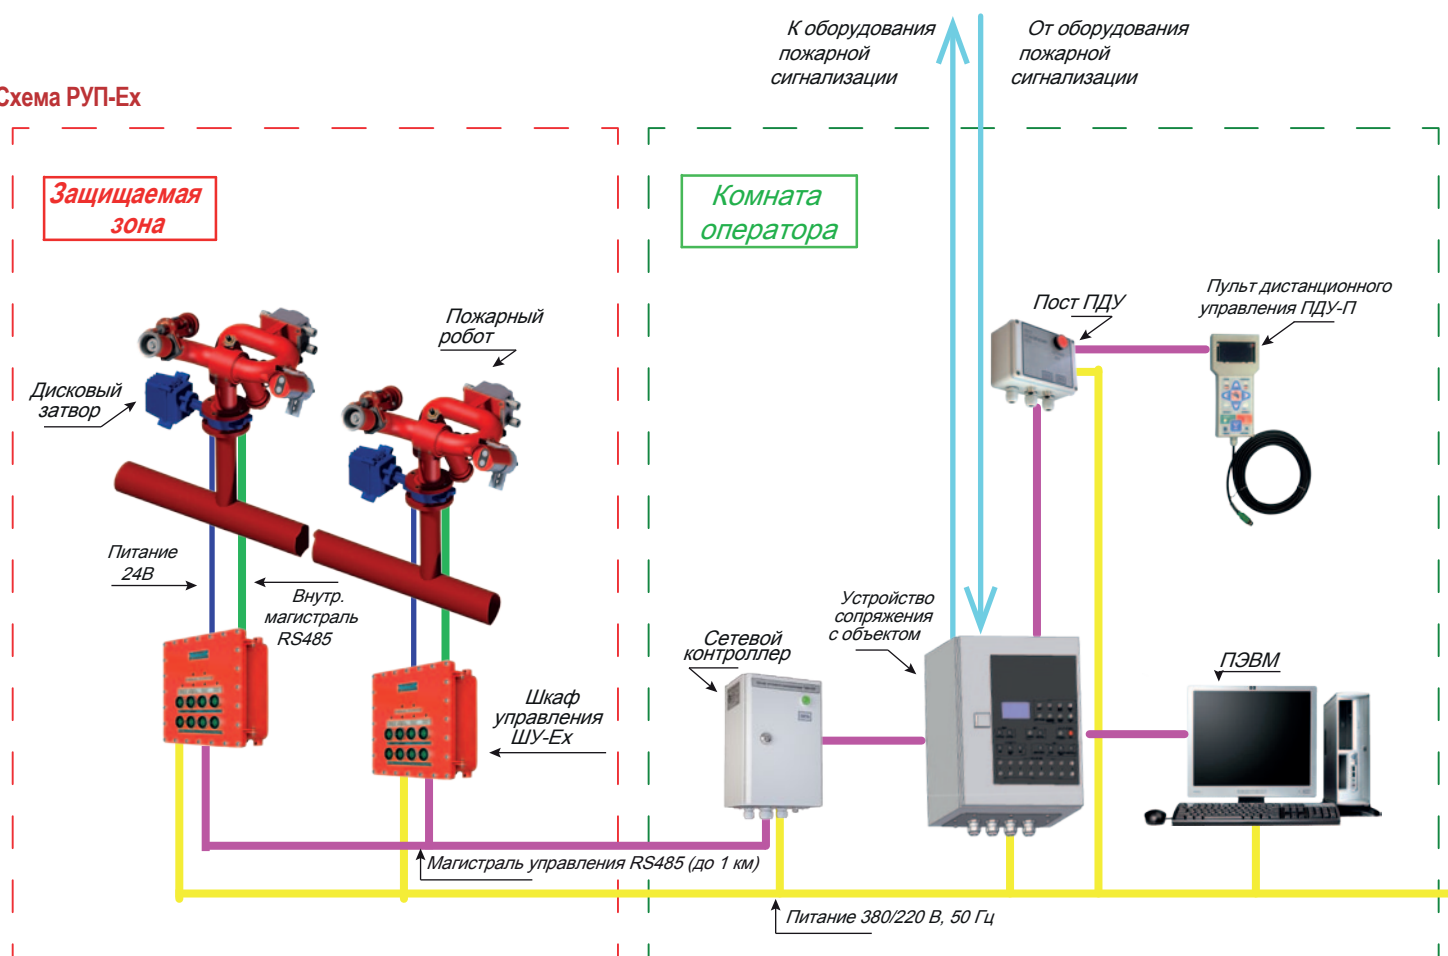 К оборудования
пожарной
сигнализации
От оборудования
пожарной
сигнализации
Схема РУП-Ех
Защищаемая
зона
Комната
оператора
Пожарный
робот
Дисковый
затвор
Пост ПДУ
Пульт дистанционного
управления ПДУ-П
Питание
24В
Внутр.
магистраль
RS485
Устройство
сопряжения
с объектом
Сетевой
контроллер
ПЭВМ
Шкаф
управления
ШУ-Ех
Магистраль управления RS485 (до 1 км)
Питание 380/220 В, 50 Гц